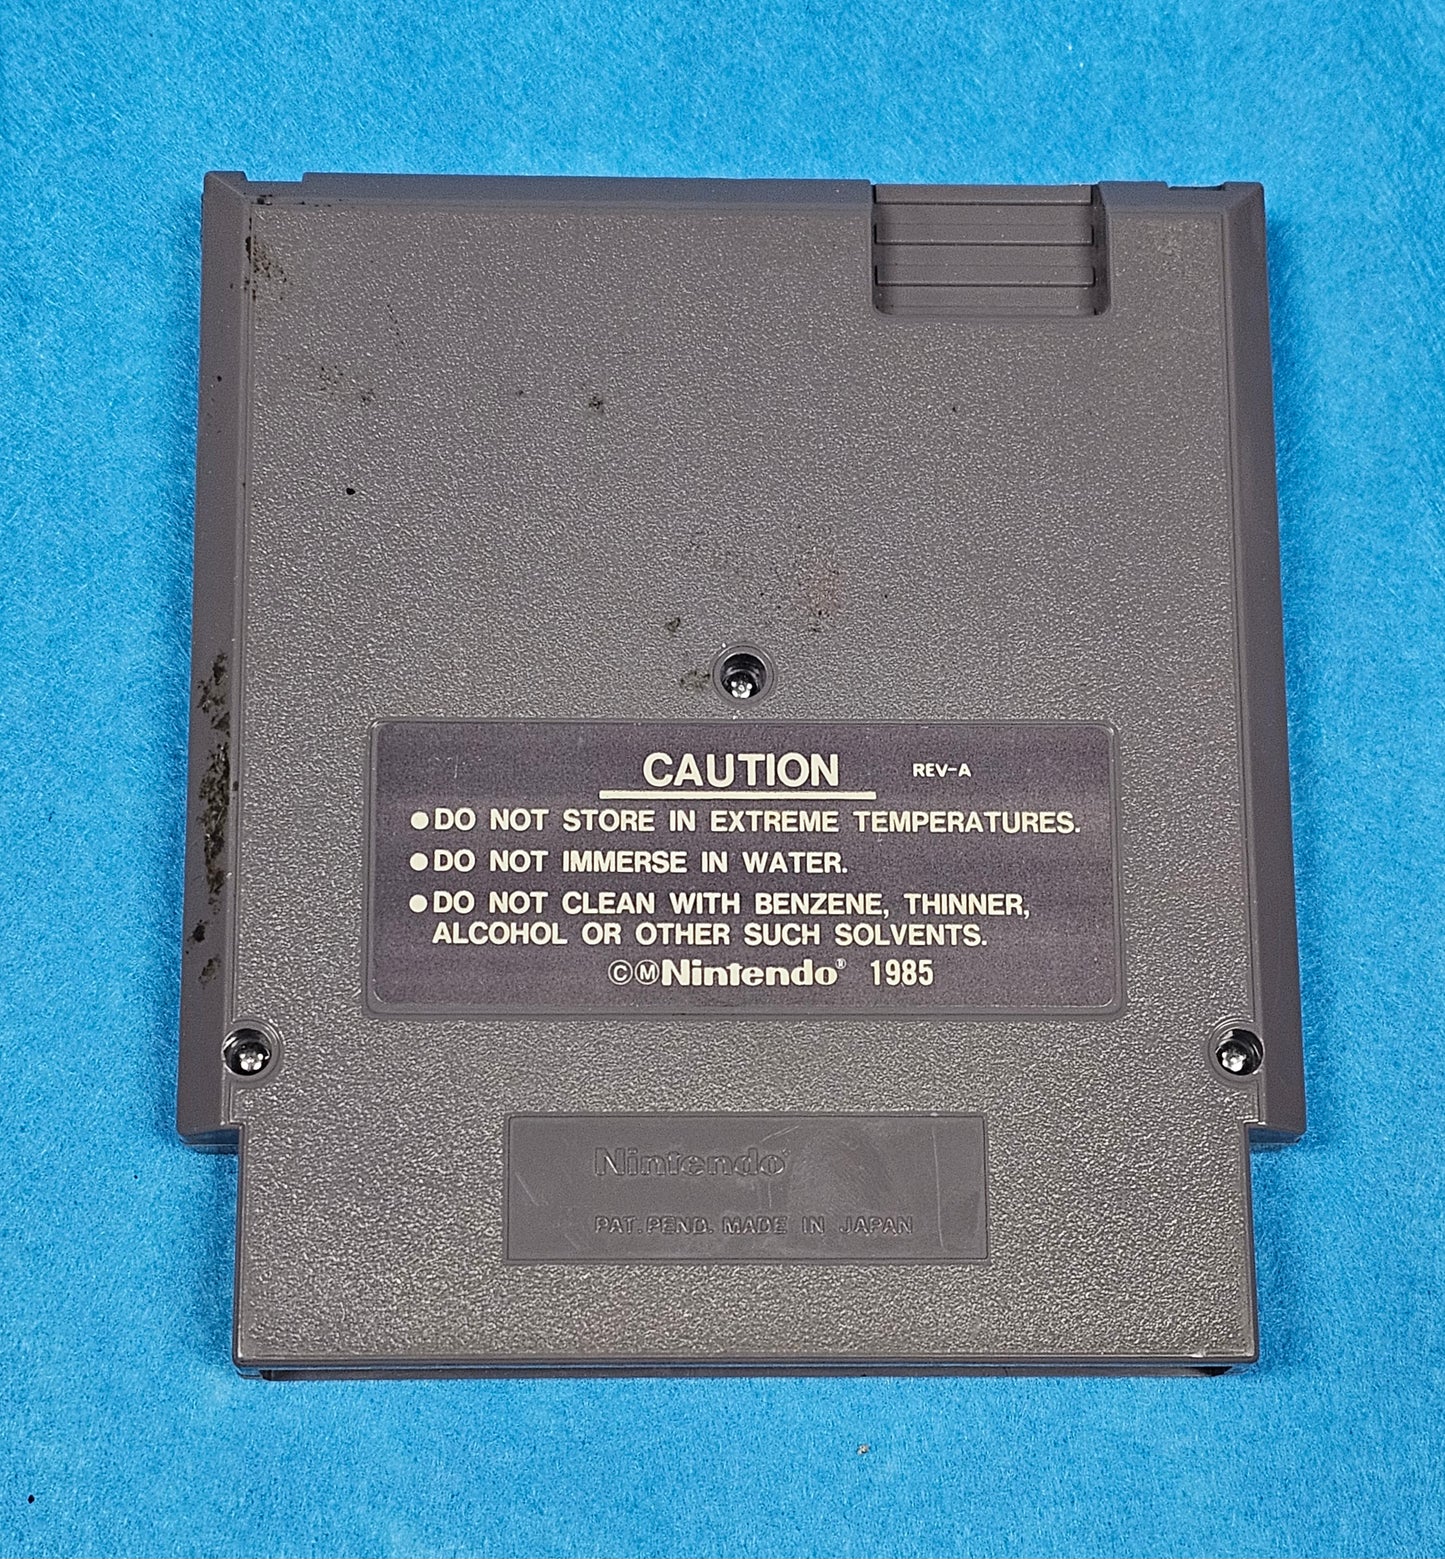 CAUTION REV-A
●DO NOT STORE IN EXTREME TEMPERATURES.
●DO NOT IMMERSE IN WATER.
●DO NOT CLEAN WITH BENZENE, THINNER,
ALCOHOL OR OTHER SUCH SOLVENTS.
©ⓂNintendo® 1985
Nintendo
PAT. PEND. MADE IN JAPAN